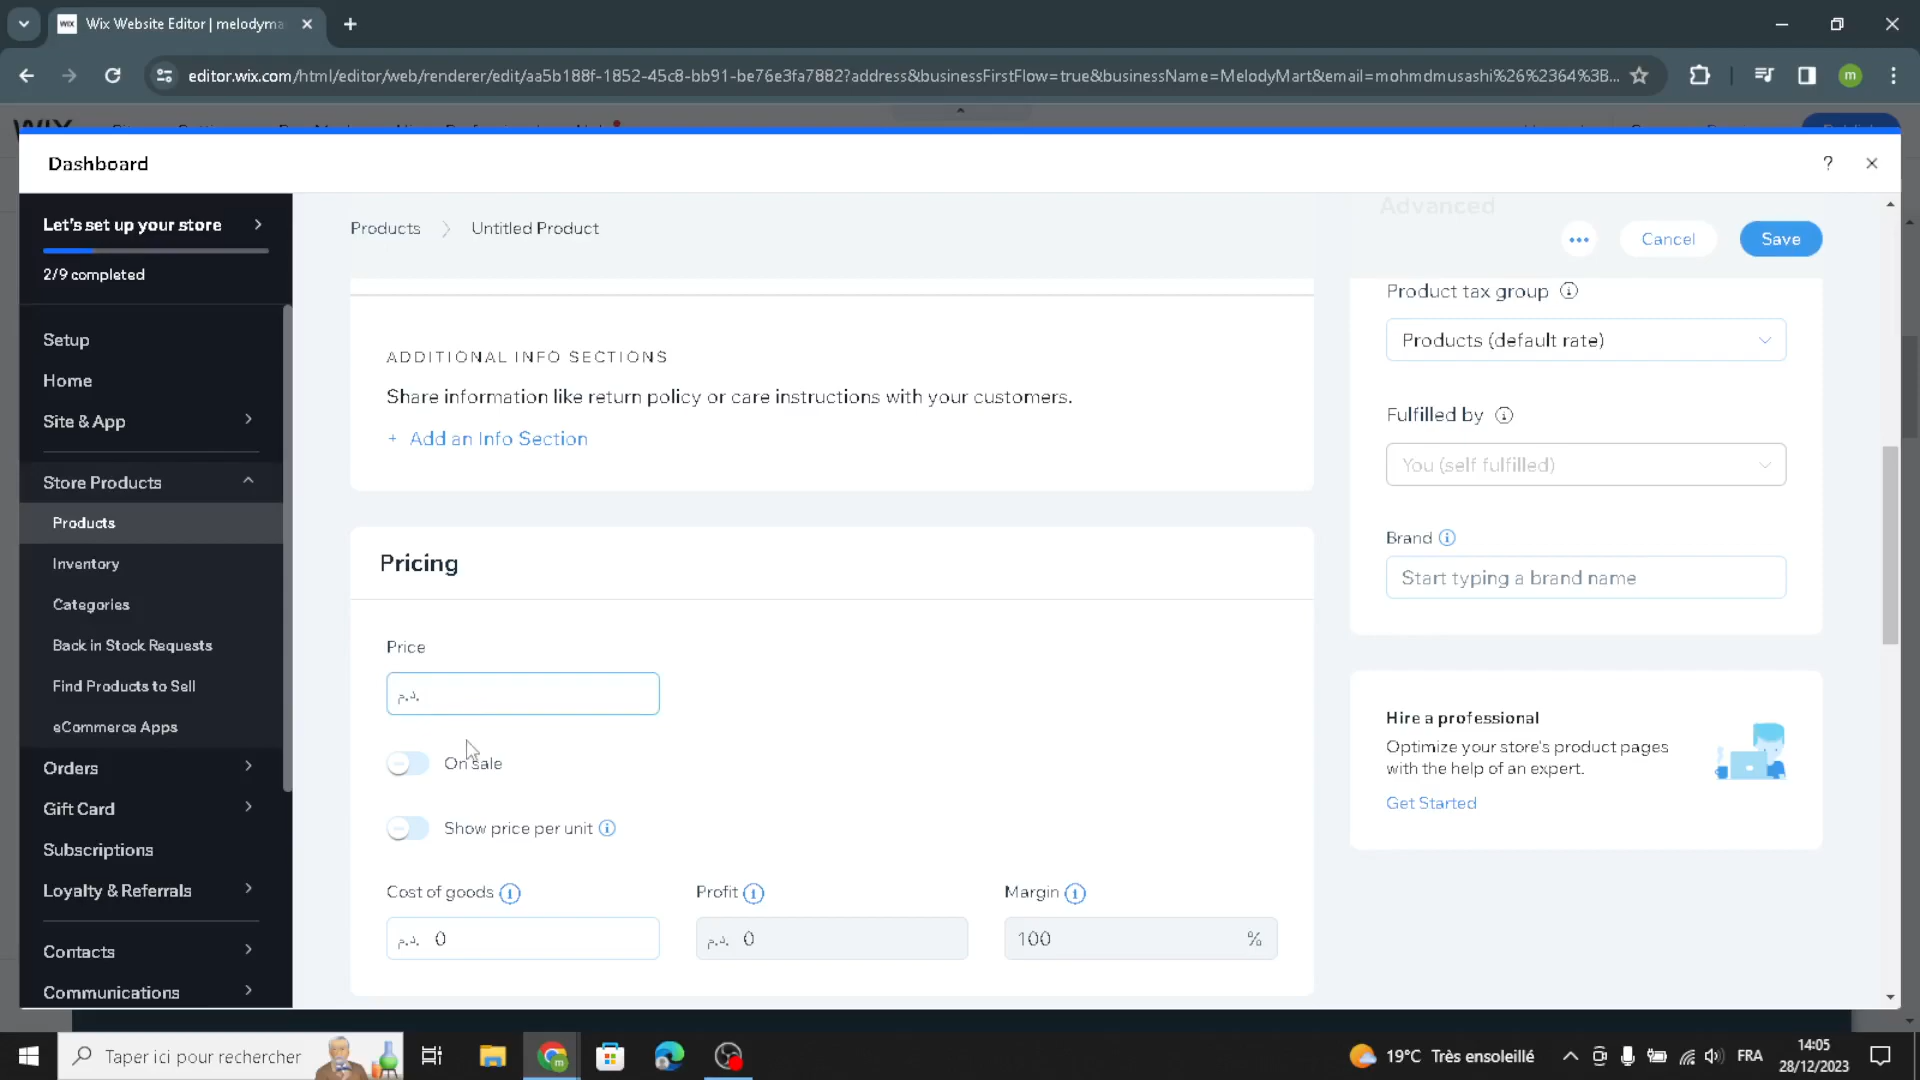 Wix Website Editor | melodyma
editor.wix.com/html/editor/web/renderer/edit/aa5b188f-1852-45c8-bb91-be76e3fa7882?address&businessFirstFlow=true&businessName=MelodyMart&email=mohmdmusashi%26%2364%3B...
m
Dashboard
?
Let's set up your store
2/9 completed
Setup
Home
Site & App
Store Products
Products
Inventory
Categories
Back in Stock Requests
Find Products to Sell
eCommerce Apps
Orders
Gift Card
Subscriptions
Loyalty & Referrals
Contacts
Communications
Products
Untitled Product
Advanced
Cancel
Save
ADDITIONAL INFO SECTIONS
Share information like return policy or care instructions with your customers.
+ Add an Info Section
Pricing
Price
د.م.
On sale
Show price per unit
Cost of goods
د.م. 0
Profit
د.م. 0
Margin
100 %
Product tax group
Products (default rate)
Fulfilled by
You (self fulfilled)
Brand
Start typing a brand name
Hire a professional
Optimize your store's product pages
with the help of an expert.
Get Started
Taper ici pour rechercher
19°C Très ensoleillé
FRA
14:05
28/12/2023